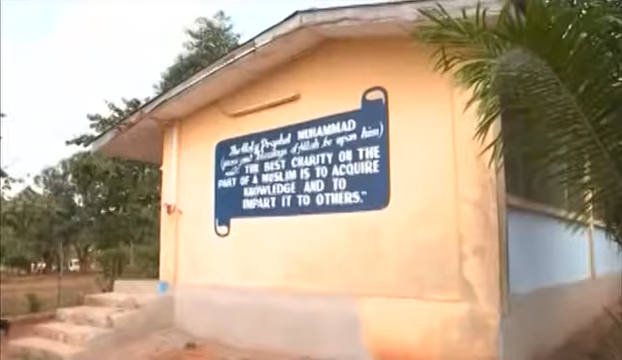 The Holy Prophet MUHAMMAD
(peace and blessings of Allah be upon him)
said: "THE BEST CHARITY ON THE
PART OF A MUSLIM IS TO ACQUIRE
KNOWLEDGE AND TO
IMPART IT TO OTHERS."